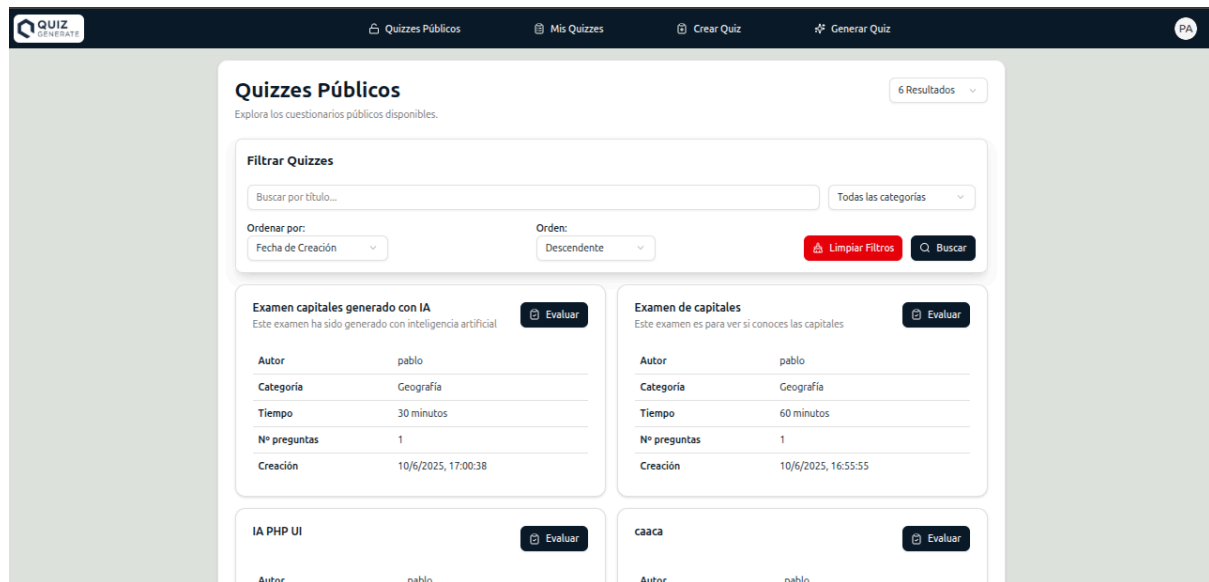 QUIZ
GENERATE
Quizzes Públicos
Mis Quizzes
Crear Quiz
Generar Quiz
PA
Quizzes Públicos
6 Resultados
Explora los cuestionarios públicos disponibles.
Filtrar Quizzes
Buscar por título...
Todas las categorías
Ordenar por:
Orden:
Fecha de Creación
Descendente
Limpiar Filtros
Buscar
Examen capitales generado con IA
Este examen ha sido generado con inteligencia artificial
Evaluar
Autor pablo
Categoría Geografía
Tiempo 30 minutos
Nº preguntas 1
Creación 10/6/2025, 17:00:38
Examen de capitales
Este examen es para ver si conoces las capitales
Evaluar
Autor pablo
Categoría Geografía
Tiempo 60 minutos
Nº preguntas 1
Creación 10/6/2025, 16:55:55
IA PHP UI
Evaluar
Autor pablo
caaca
Evaluar
Autor pablo